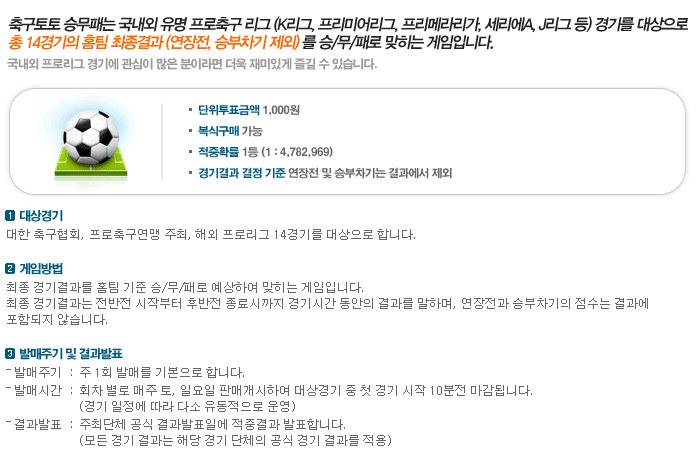 축구토토 승무패는 국내외 유명 프로축구 리그 (K리그, 프리미어리그, 프리메라리가, 세리에A, J리그 등) 경기를 대상으로
총 14경기의 홈팀 최종결과 (연장전, 승부차기 제외) 를 승/무/패로 맞히는 게임입니다.
국내외 프로리그 경기에 관심이 많은 분이라면 더욱 재미있게 즐길 수 있습니다.
▪ 단위투표금액 1,000원
▪ 복식구매 가능
▪ 적중확률 1등 (1 : 4,782,969)
▪ 경기결과 결정 기준 연장전 및 승부차기는 결과에서 제외
1 대상경기
대한 축구협회, 프로축구연맹 주최, 해외 프로리그 14경기를 대상으로 합니다.
2 게임방법
최종 경기결과를 홈팀 기준 승/무/패로 예상하여 맞히는 게임입니다.
최종 경기결과는 전반전 시작부터 후반전 종료시까지 경기시간 동안의 결과를 말하며, 연장전과 승부차기의 점수는 결과에
포함되지 않습니다.
3 발매주기 및 결과발표
- 발매주기 : 주 1회 발매를 기본으로 합니다.
- 발매시간 : 회차 별로 매주 토, 일요일 판매개시하여 대상경기 중 첫 경기 시작 10분전 마감됩니다.
(경기 일정에 따라 다소 유동적으로 운영)
- 결과발표 : 주최단체 공식 결과발표일에 적중결과 발표합니다.
(모든 경기 결과는 해당 경기 단체의 공식 경기 결과를 적용)